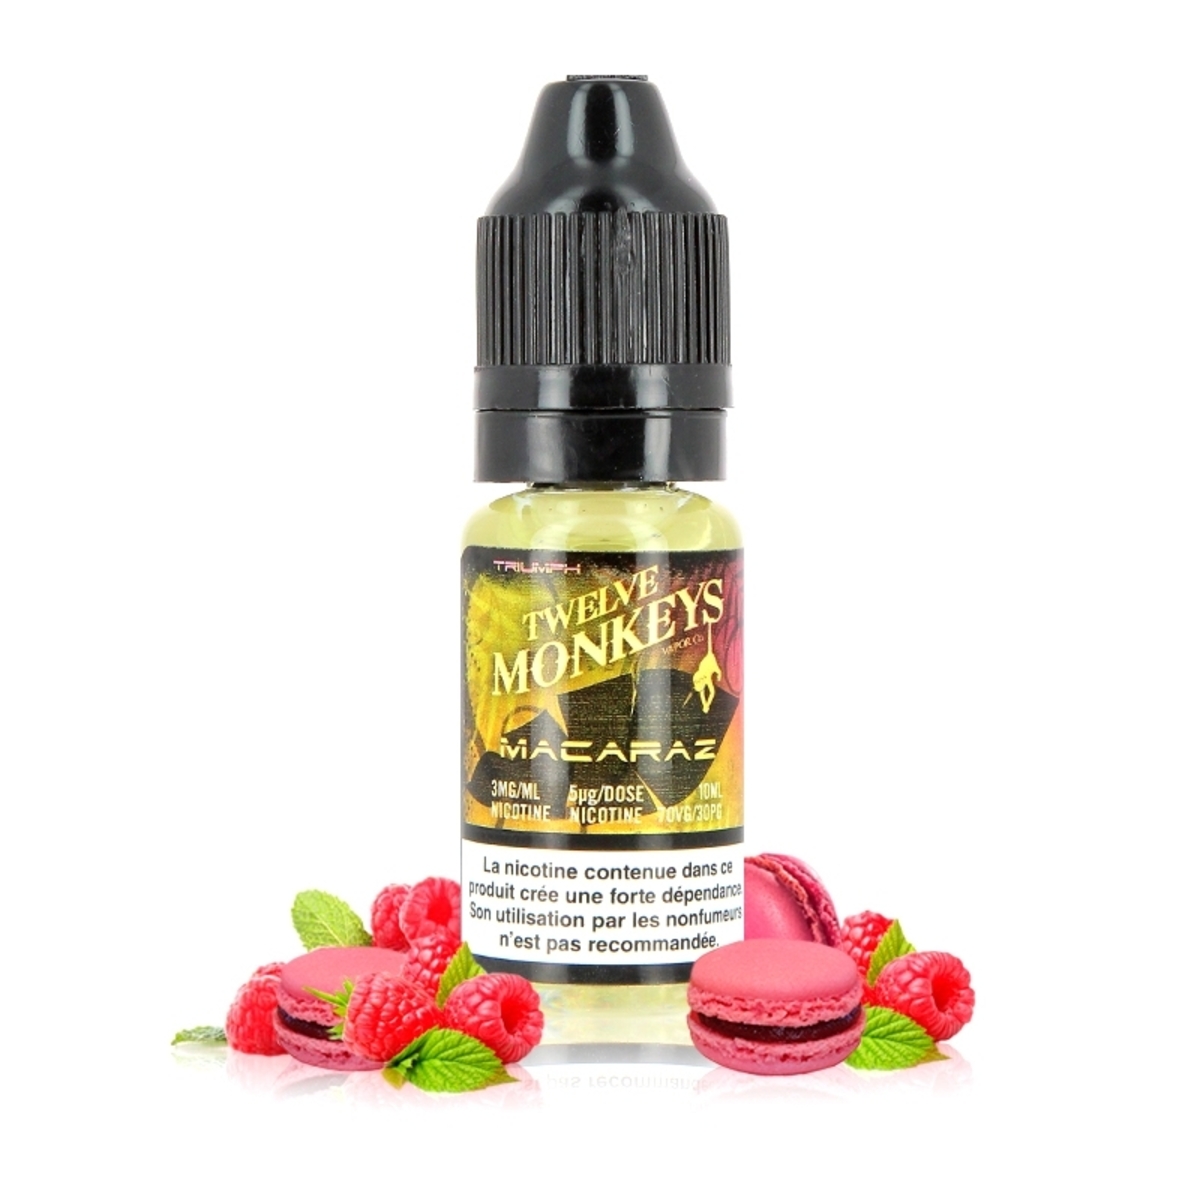 TRIUMPH
TWELVE
MONKEYS
VAPOR Co.
MACARAZ
3MG/ML 5µg/DOSE 10ML
NICOTINE NICOTINE 70VG/30PG
La nicotine contenue dans ce
produit crée une forte dépendance.
Son utilisation par les nonfumeurs
n'est pas recommandée.